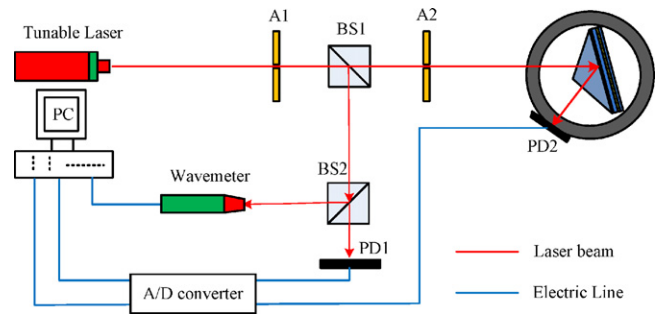 Tunable Laser
A1
BS1
A2
PC
PD2
Wavemeter
BS2
PD1
A/D converter
Laser beam
Electric Line